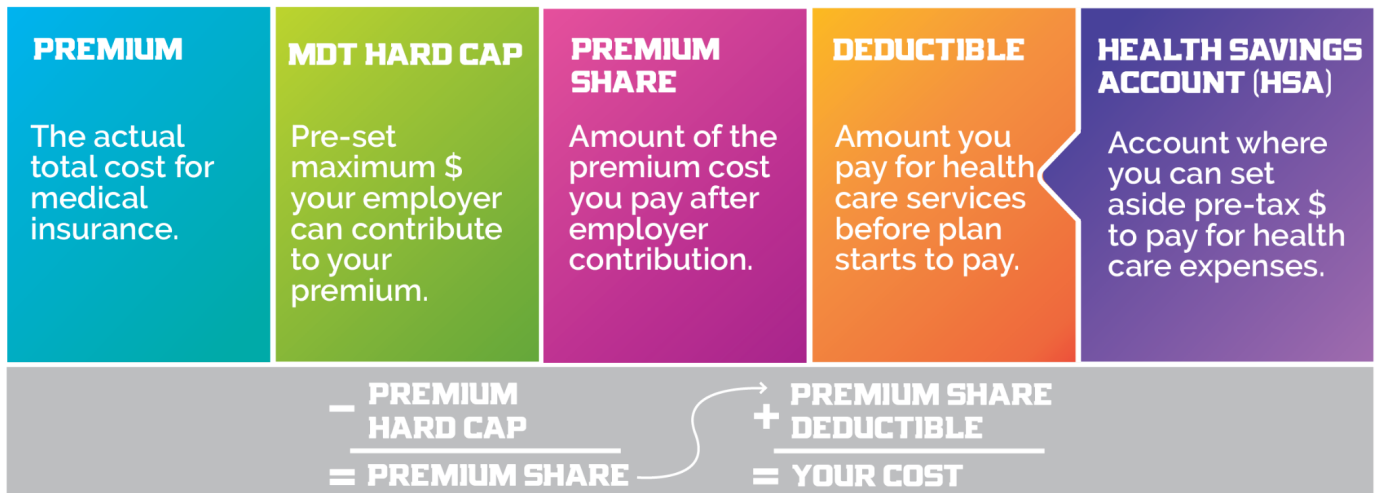 PREMIUM
The actual
total cost for
medical
insurance.
MDT HARD CAP
Pre-set
maximum $
your employer
can contribute
to your
premium.
PREMIUM
SHARE
Amount of the
premium cost
you pay after
employer
contribution.
DEDUCTIBLE
Amount you
pay for health
care services
before plan
starts to pay.
HEALTH SAVINGS
ACCOUNT (HSA)
Account where
you can set
aside pre-tax $
to pay for health
care expenses.
PREMIUM
− HARD CAP
= PREMIUM SHARE
PREMIUM SHARE
+ DEDUCTIBLE
= YOUR COST